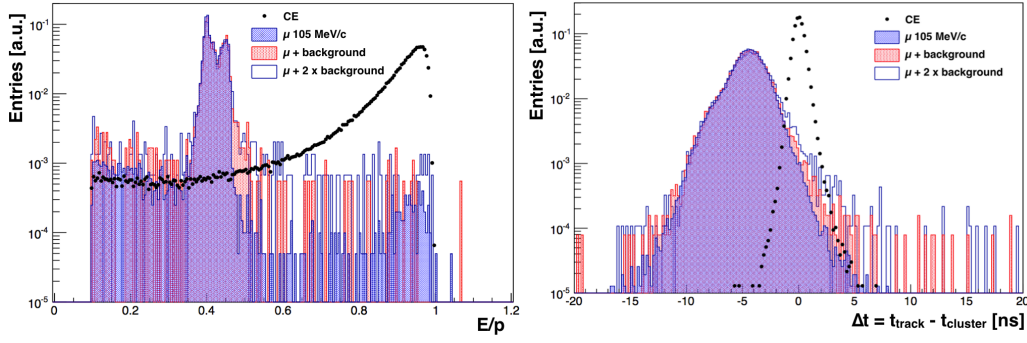 Entries [a.u.]
10⁻¹
10⁻²
10⁻³
10⁻⁴
10⁻⁵
CE
μ 105 MeV/c
μ + background
μ + 2 x background
0 0.2 0.4 0.6 0.8 1 1.2
E/p
Entries [a.u.]
10⁻¹
10⁻²
10⁻³
10⁻⁴
10⁻⁵
CE
μ 105 MeV/c
μ + background
μ + 2 x background
-20 -15 -10 -5 0 5 10 15 20
Δt = t_track - t_cluster [ns]